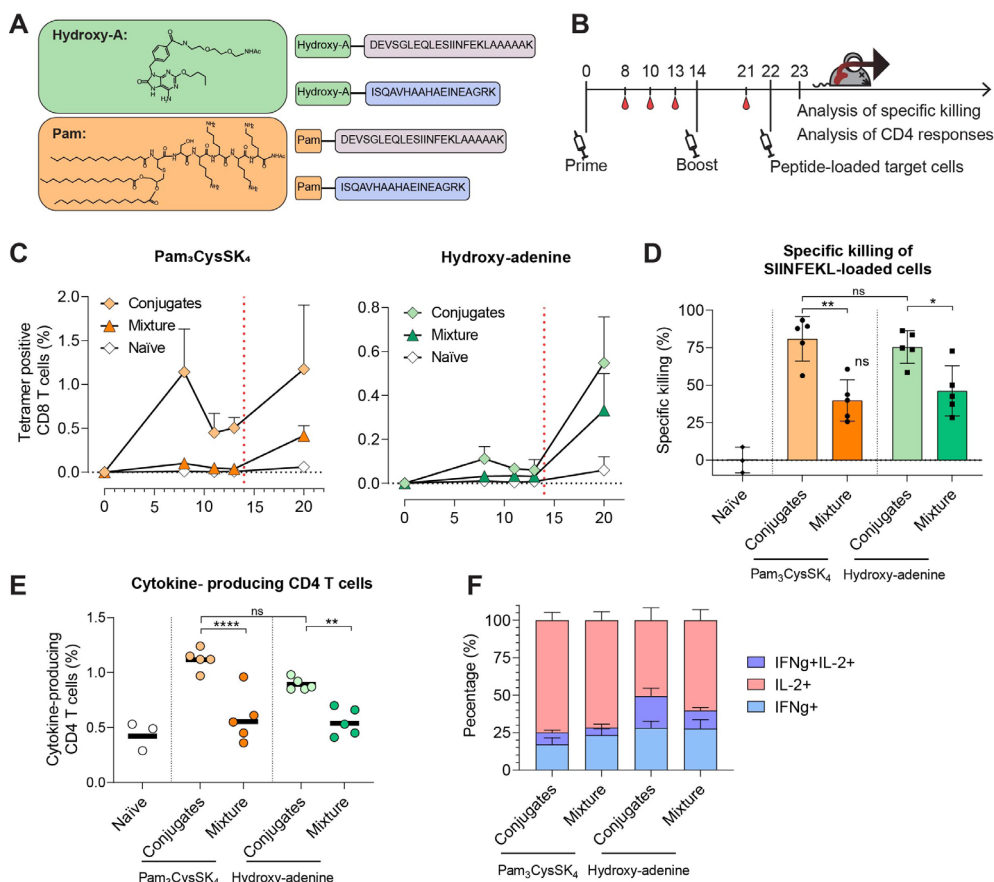 A
Hydroxy-A:
NHAc
Hydroxy-A
DEVSGLEQLESIINFEKLAAAAAK
Hydroxy-A
ISQAVHAAHAEINEAGRK
Pam:
Pam
DEVSGLEQLESIINFEKLAAAAAK
Pam
ISQAVHAAHAEINEAGRK
B
0 8 10 13 14 21 22 23
Analysis of specific killing
Analysis of CD4 responses
Prime
Boost
Peptide-loaded target cells
C
Pam₃CysSK₄
Tetramer positive
CD8 T cells (%)
2.0
1.5
1.0
0.5
0.0
Conjugates
Mixture
Naïve
0 5 10 15 20
Hydroxy-adenine
0.8
0.6
0.4
0.2
0.0
Conjugates
Mixture
Naïve
0 5 10 15 20
D
Specific killing of
SIINFEKL-loaded cells
Specific killing (%)
100
75
50
25
0
ns
**
*
ns
Naïve
Conjugates
Mixture
Conjugates
Mixture
Pam₃CysSK₄
Hydroxy-adenine
E
Cytokine- producing CD4 T cells
Cytokine-producing
CD4 T cells (%)
1.5
1.0
0.5
0.0
ns
****
**
Naïve
Conjugates
Mixture
Conjugates
Mixture
Pam₃CysSK₄
Hydroxy-adenine
F
Pecentage (%)
100
75
50
25
0
IFNg+IL-2+
IL-2+
IFNg+
Conjugates
Mixture
Conjugates
Mixture
Pam₃CysSK₄
Hydroxy-adenine